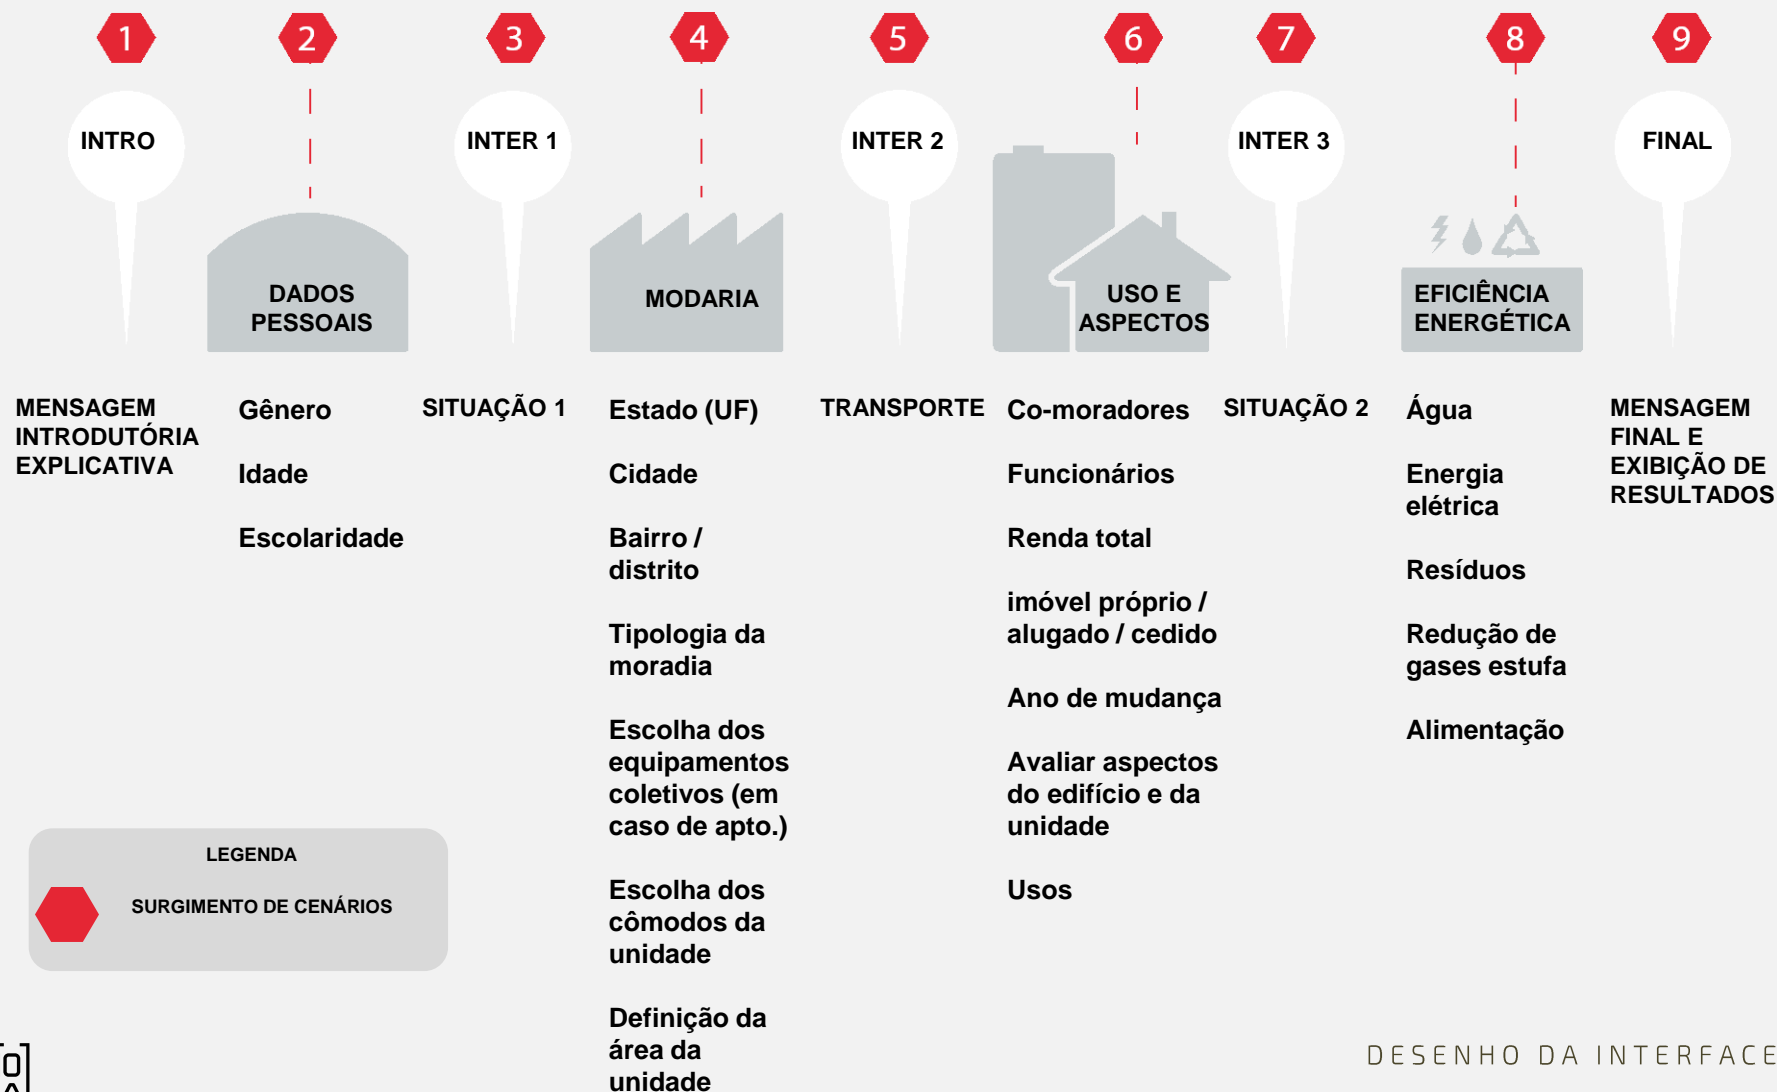 1
2
3
4
5
6
7
8
9
INTRO
DADOS
PESSOAIS
INTER 1
MODARIA
INTER 2
USO E
ASPECTOS
INTER 3
EFICIÊNCIA
ENERGÉTICA
FINAL
MENSAGEM
INTRODUTÓRIA
EXPLICATIVA
Gênero
Idade
Escolaridade
SITUAÇÃO 1
Estado (UF)
Cidade
Bairro /
distrito
Tipologia da
moradia
Escolha dos
equipamentos
coletivos (em
caso de apto.)
Escolha dos
cômodos da
unidade
Definição da
área da
unidade
TRANSPORTE
Co-moradores
Funcionários
Renda total
imóvel próprio /
alugado / cedido
Ano de mudança
Avaliar aspectos
do edifício e da
unidade
Usos
SITUAÇÃO 2
Água
Energia
elétrica
Resíduos
Redução de
gases estufa
Alimentação
MENSAGEM
FINAL E
EXIBIÇÃO DE
RESULTADOS
LEGENDA
SURGIMENTO DE CENÁRIOS
DESENHO DA INTERFACE